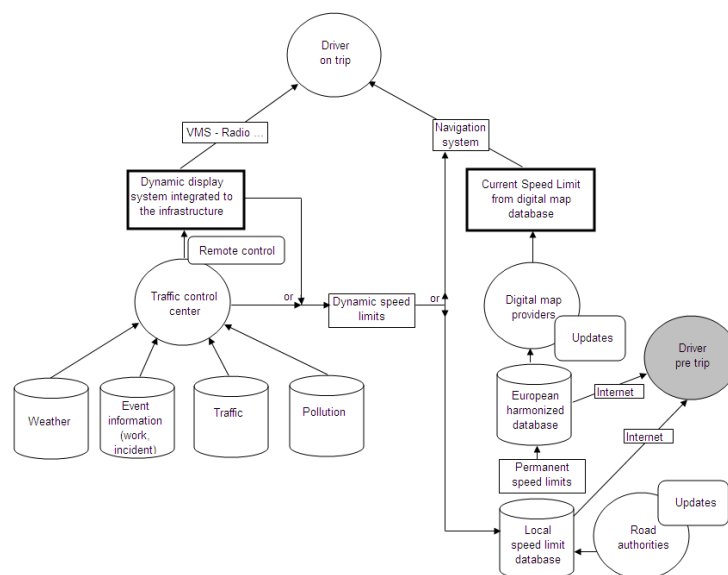 Driver
on trip
VMS - Radio ...
Navigation
system
Dynamic display
system integrated to
the infrastructure
Current Speed Limit
from digital map
database
Remote control
Traffic control
center
or
Dynamic speed
limits
or
Digital map
providers
Updates
Driver
pre trip
Weather
Event
information
(work,
incident)
Traffic
Pollution
European
harmonized
database
Internet
Internet
Permanent
speed limits
Local
speed limit
database
Updates
Road
authorities